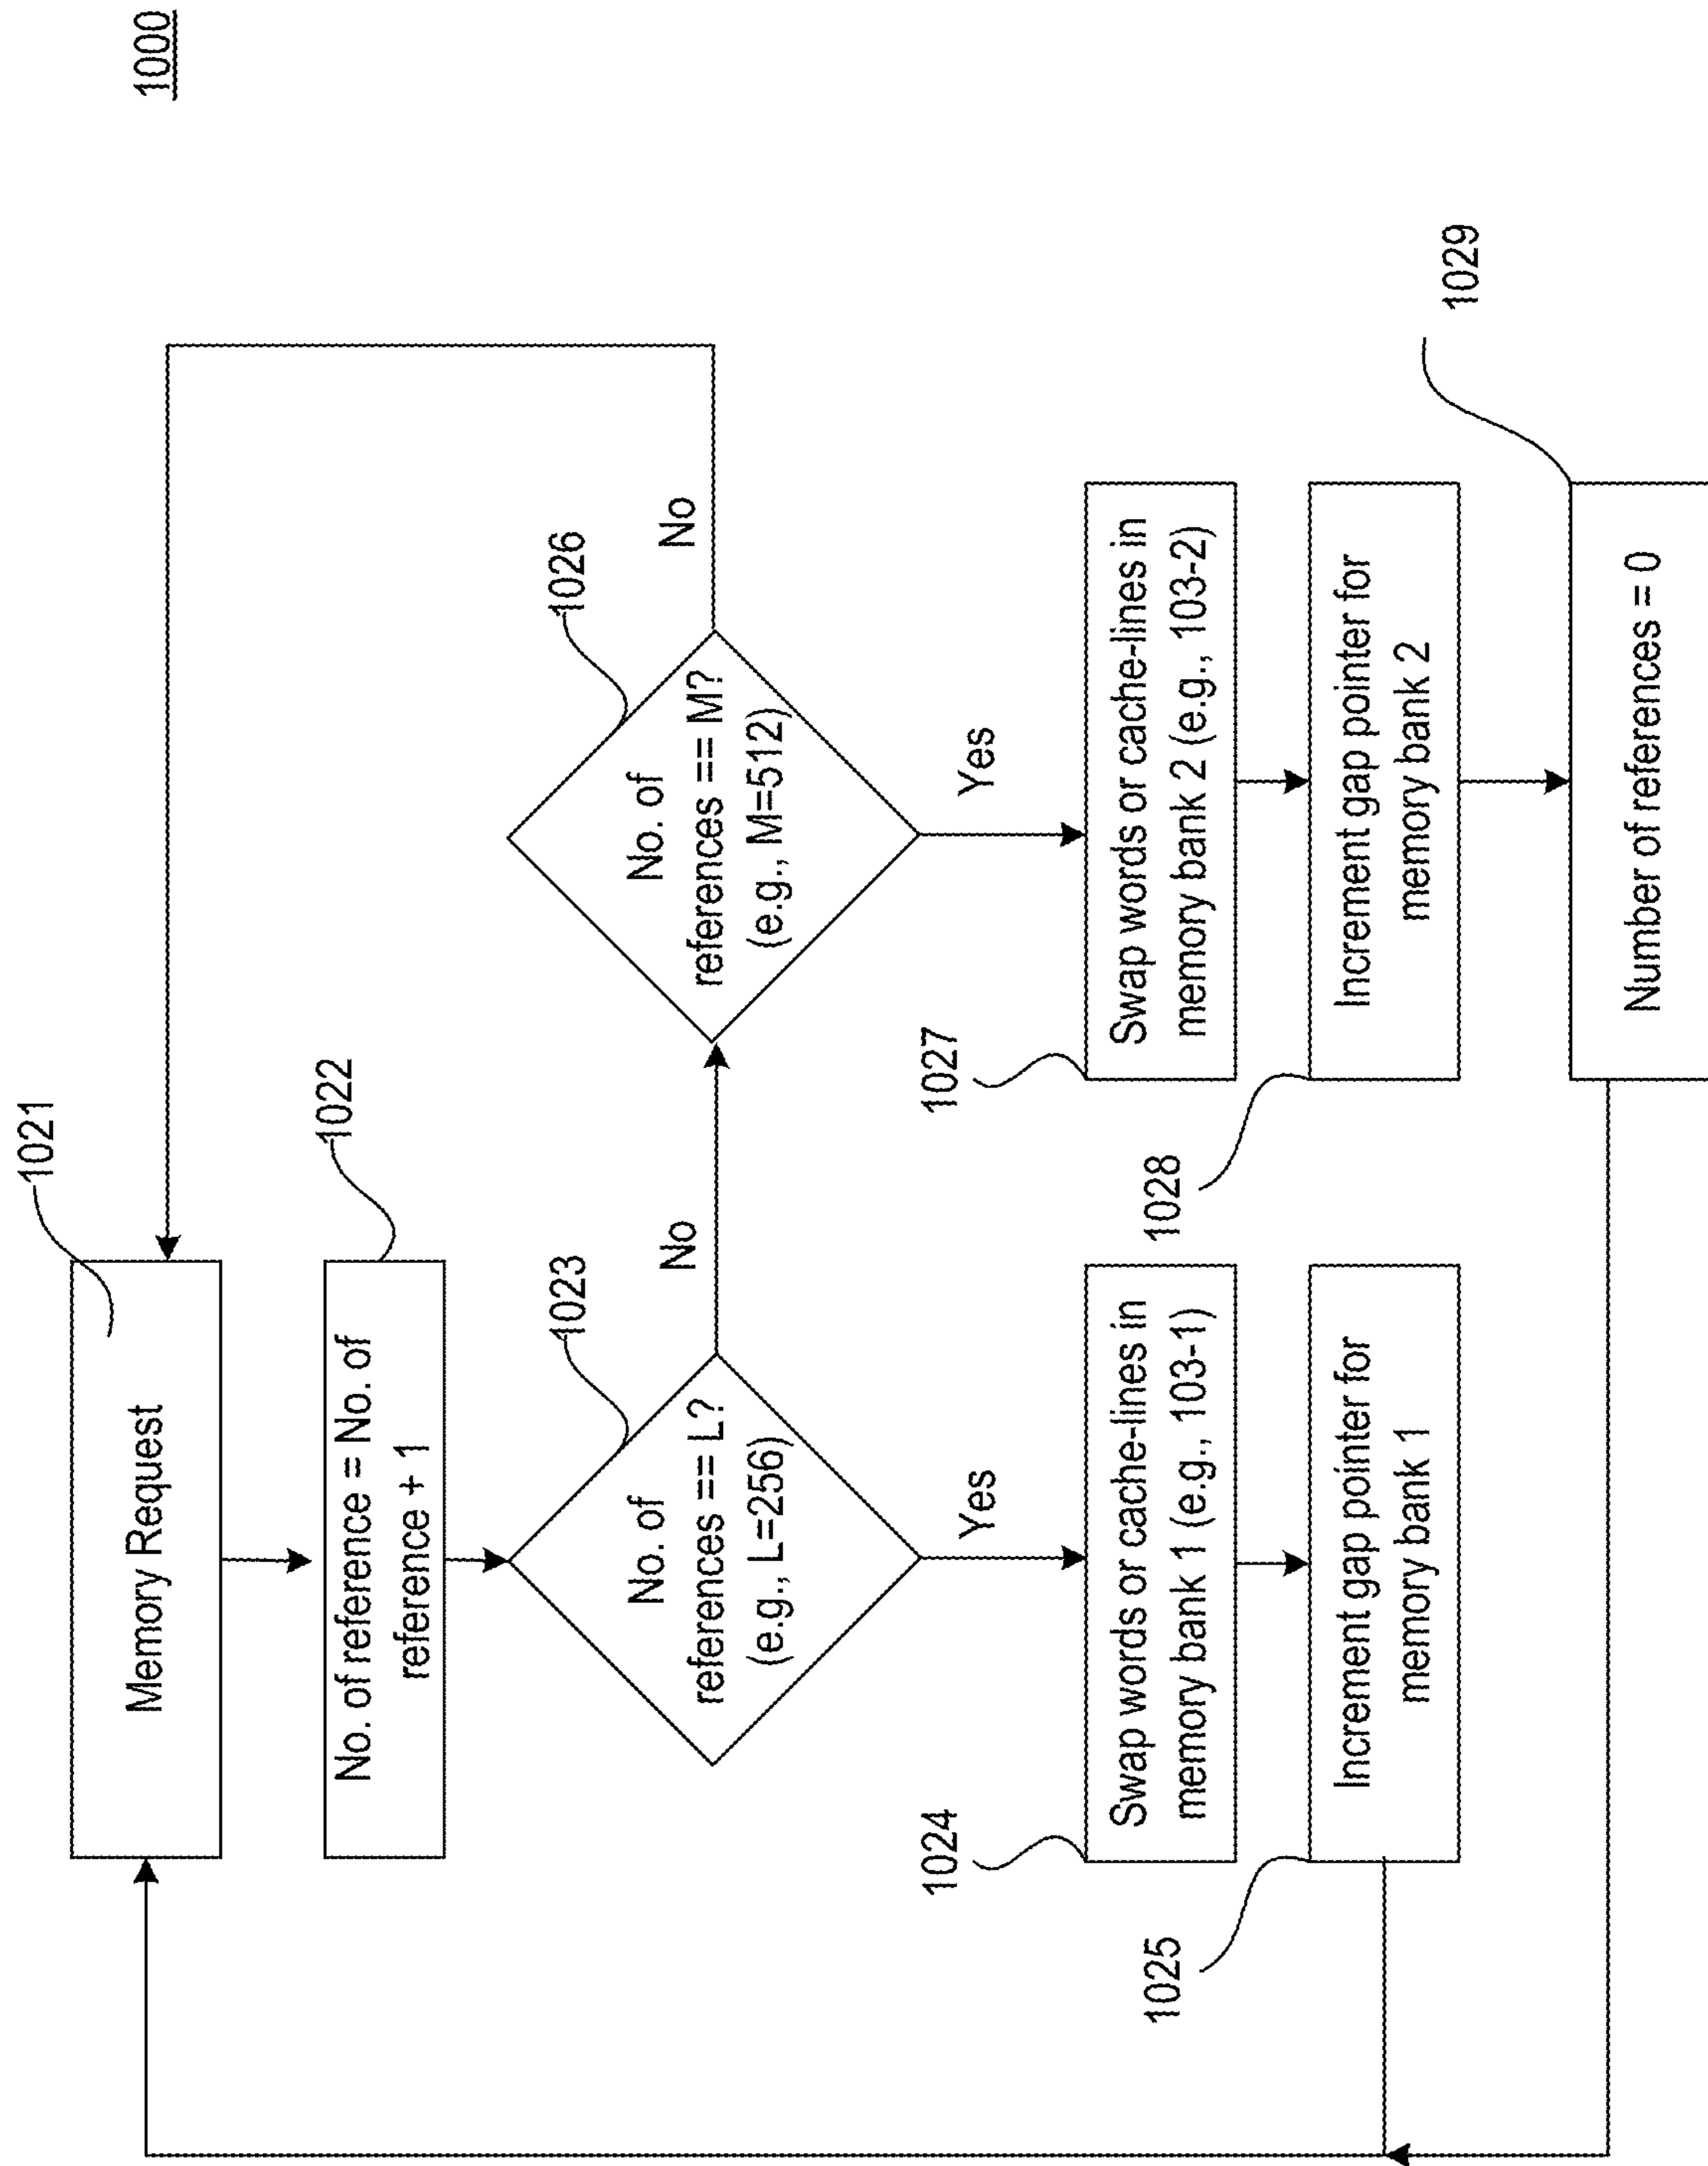 1000
1021
Memory Request
1022
No. of reference = No. of
reference + 1
1023
No. of
references == L?
(e.g., L=256)
No
1026
No. of
references == M?
(e.g., M=512)
No
Yes
Yes
1024
Swap words or cache-lines in
memory bank 1 (e.g., 103-1)
1027
Swap words or cache-lines in
memory bank 2 (e.g., 103-2)
1025
Increment gap pointer for
memory bank 1
1028
Increment gap pointer for
memory bank 2
1029
Number of references = 0